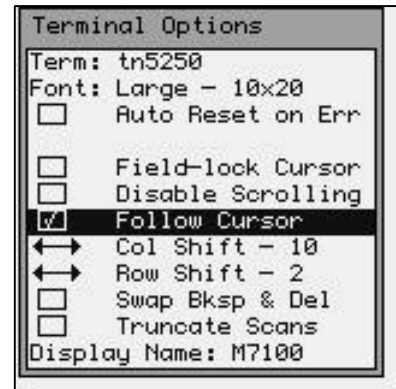 Terminal Options
Term: tn5250
Font: Large - 10x20
Auto Reset on Err
Field-lock Cursor
Disable Scrolling
Follow Cursor
Col Shift - 10
Row Shift - 2
Swap Bksp & Del
Truncate Scans
Display Name: M7100